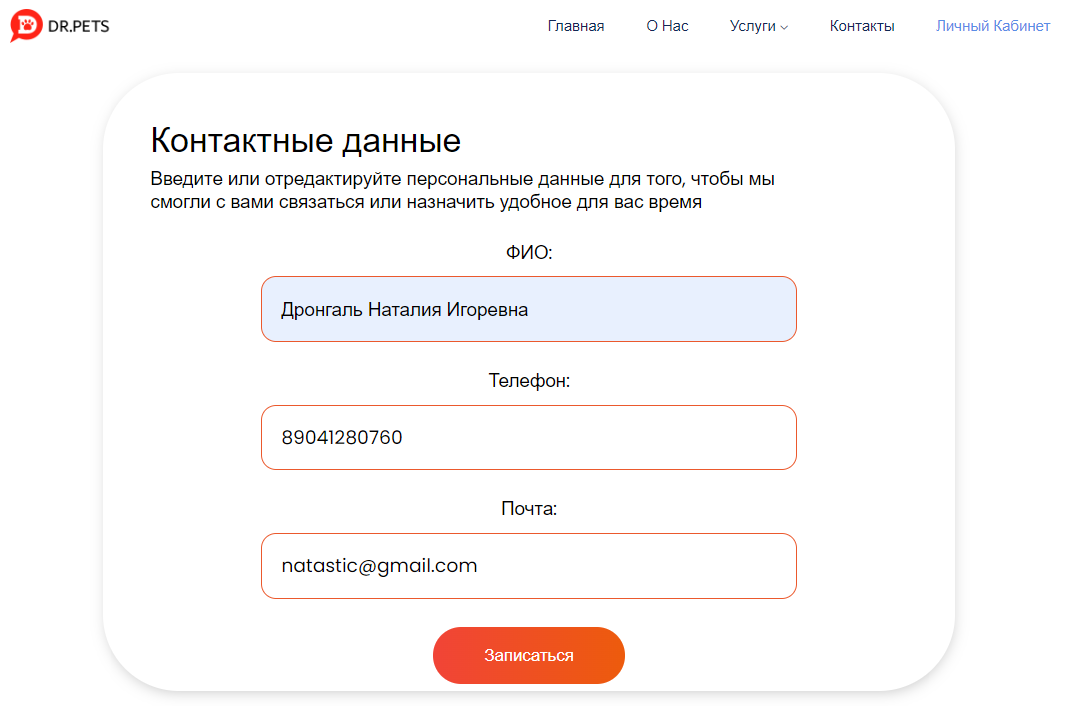 DR.PETS
Главная О Нас Услуги Контакты Личный Кабинет
Контактные данные
Введите или отредактируйте персональные данные для того, чтобы мы
смогли с вами связаться или назначить удобное для вас время
ФИО:
Дронгаль Наталия Игоревна
Телефон:
89041280760
Почта:
natastic@gmail.com
Записаться